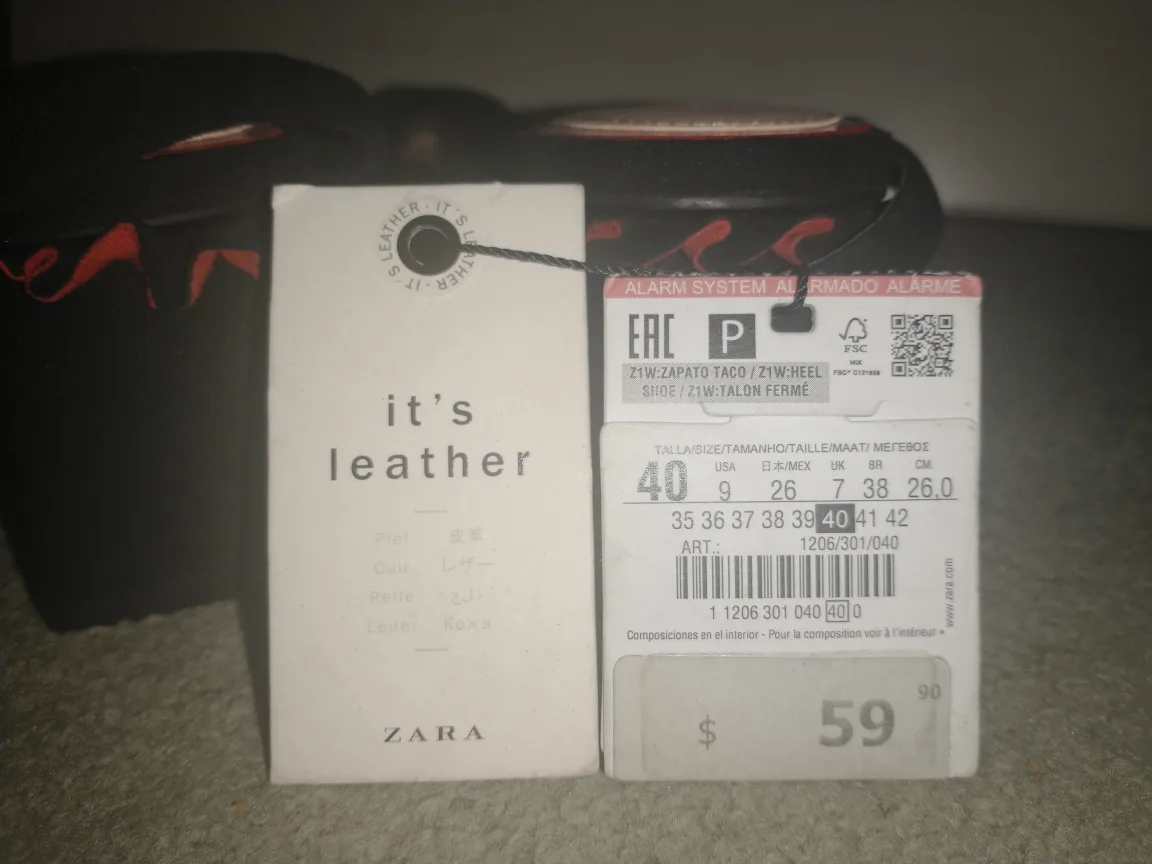 IT'S LEATHER · IT'S LEATHER · IT'S LEATHER ·
it's
leather
Piel 皮革
Cuir レザー
Pelle جلد
Leder Кожа
ZARA
ALARM SYSTEM ALARMADO ALARME
EAC P FSC
MIX
FSC® C121898
Z1W:ZAPATO TACO / Z1W:HEEL
SHOE / Z1W:TALON FERMÉ
TALLA/SIZE/TAMANHO/TAILLE/MAAT/ ΜΕΓΕΘΟΣ
40 USA 日本/MEX UK BR CM.
9 26 7 38 26,0
35 36 37 38 39 40 41 42
ART.: 1206/301/040
1 1206 301 040 40 0
www.zara.com
Composiciones en el interior - Pour la composition voir à l'intérieur
$ 59 90